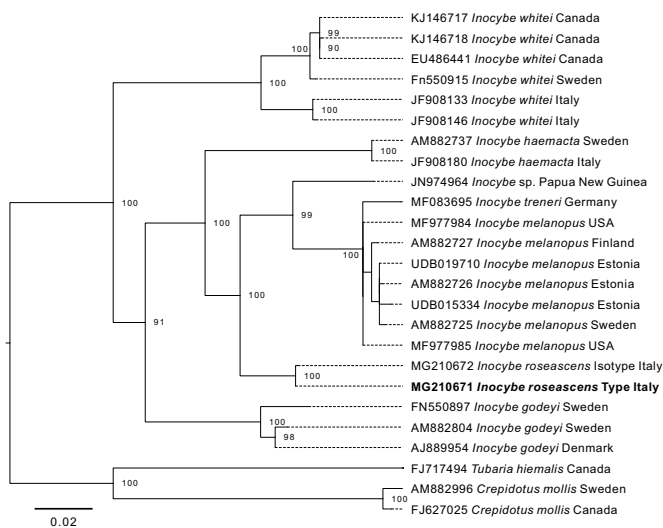 KJ146717 Inocybe whitei Canada
99
KJ146718 Inocybe whitei Canada
100
90
EU486441 Inocybe whitei Canada
Fn550915 Inocybe whitei Sweden
100
JF908133 Inocybe whitei Italy
100
JF908146 Inocybe whitei Italy
AM882737 Inocybe haemacta Sweden
100
JF908180 Inocybe haemacta Italy
JN974964 Inocybe sp. Papua New Guinea
100
MF083695 Inocybe treneri Germany
99
MF977984 Inocybe melanopus USA
100
AM882727 Inocybe melanopus Finland
100
UDB019710 Inocybe melanopus Estonia
AM882726 Inocybe melanopus Estonia
100
UDB015334 Inocybe melanopus Estonia
91
AM882725 Inocybe melanopus Sweden
MF977985 Inocybe melanopus USA
MG210672 Inocybe roseascens Isotype Italy
100
MG210671 Inocybe roseascens Type Italy
FN550897 Inocybe godeyi Sweden
100
AM882804 Inocybe godeyi Sweden
98
AJ889954 Inocybe godeyi Denmark
FJ717494 Tubaria hiemalis Canada
100
AM882996 Crepidotus mollis Sweden
100
FJ627025 Crepidotus mollis Canada
0.02